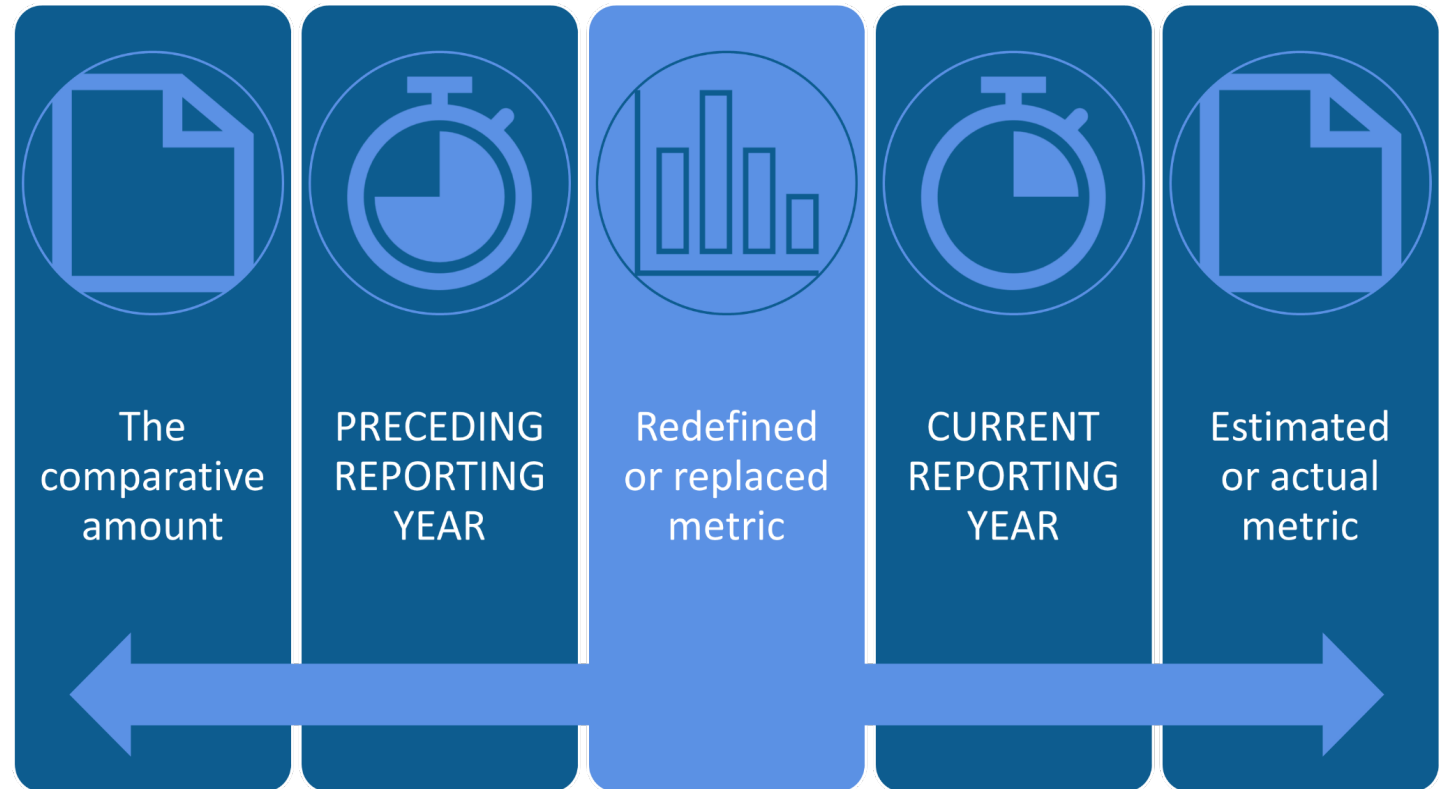 The
comparative
amount
PRECEDING
REPORTING
YEAR
Redefined
or replaced
metric
CURRENT
REPORTING
YEAR
Estimated
or actual
metric